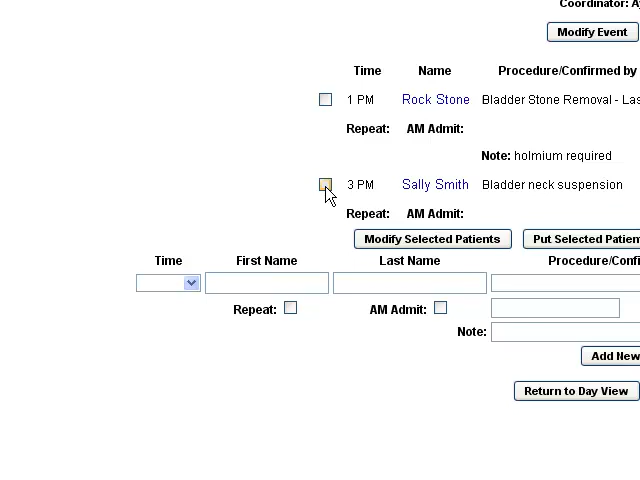 Coordinator: A
Modify Event
Time Name Procedure/Confirmed by
1 PM Rock Stone Bladder Stone Removal - Las
Repeat: AM Admit:
Note: holmium required
3 PM Sally Smith Bladder neck suspension
Repeat: AM Admit:
Modify Selected Patients Put Selected Patien
Time First Name Last Name Procedure/Confi
Repeat: AM Admit:
Note:
Add New
Return to Day View